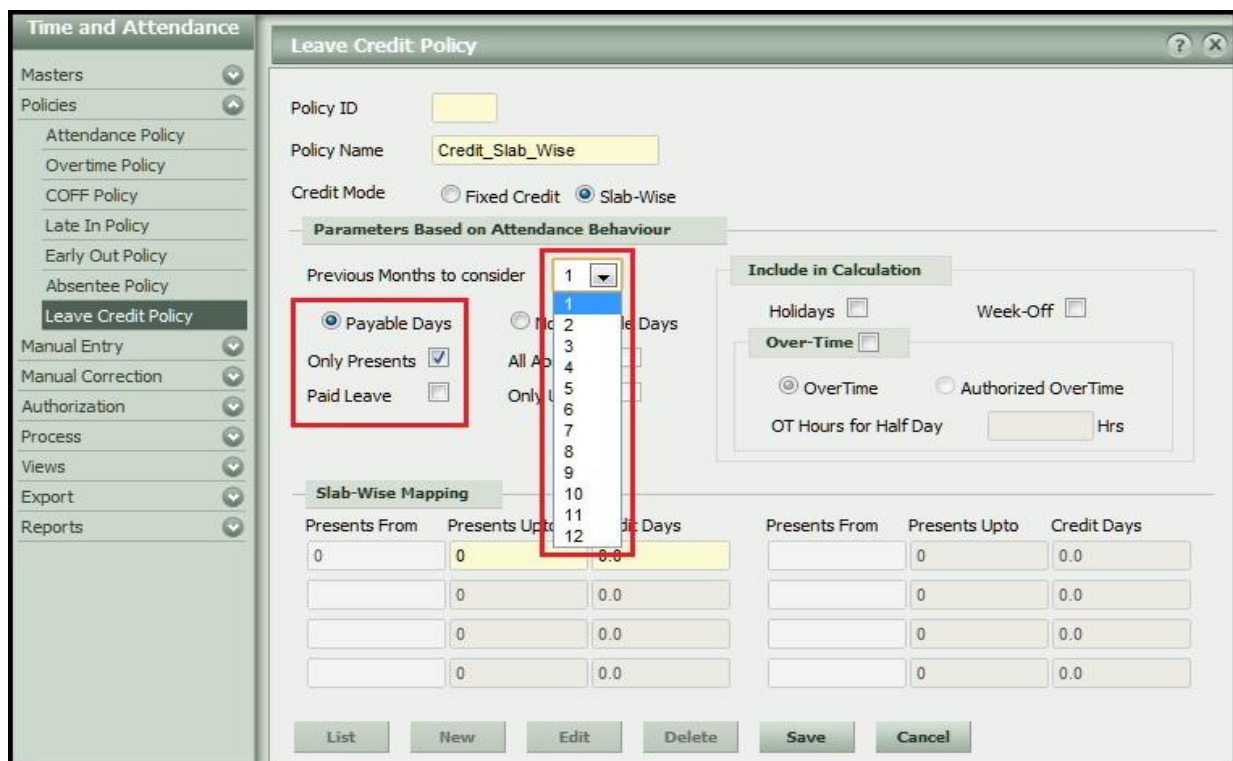 Time and Attendance
Masters
Policies
Attendance Policy
Overtime Policy
COFF Policy
Late In Policy
Early Out Policy
Absentee Policy
Leave Credit Policy
Manual Entry
Manual Correction
Authorization
Process
Views
Export
Reports
Leave Credit Policy ? X
Policy ID
Policy Name Credit_Slab_Wise
Credit Mode Fixed Credit Slab-Wise
Parameters Based on Attendance Behaviour
Previous Months to consider 1
1
2
3
4
5
6
7
8
9
10
11
12
Payable Days Days
Only Presents All
Paid Leave Only
Include in Calculation
Holidays Week-Off
Over-Time
OverTime Authorized OverTime
OT Hours for Half Day Hrs
Slab-Wise Mapping
Presents From Presents Upto Days Presents From Presents Upto Credit Days
0 0 0.0 0 0.0
0 0.0 0 0.0
0 0.0 0 0.0
0 0.0 0 0.0
List New Edit Delete Save Cancel